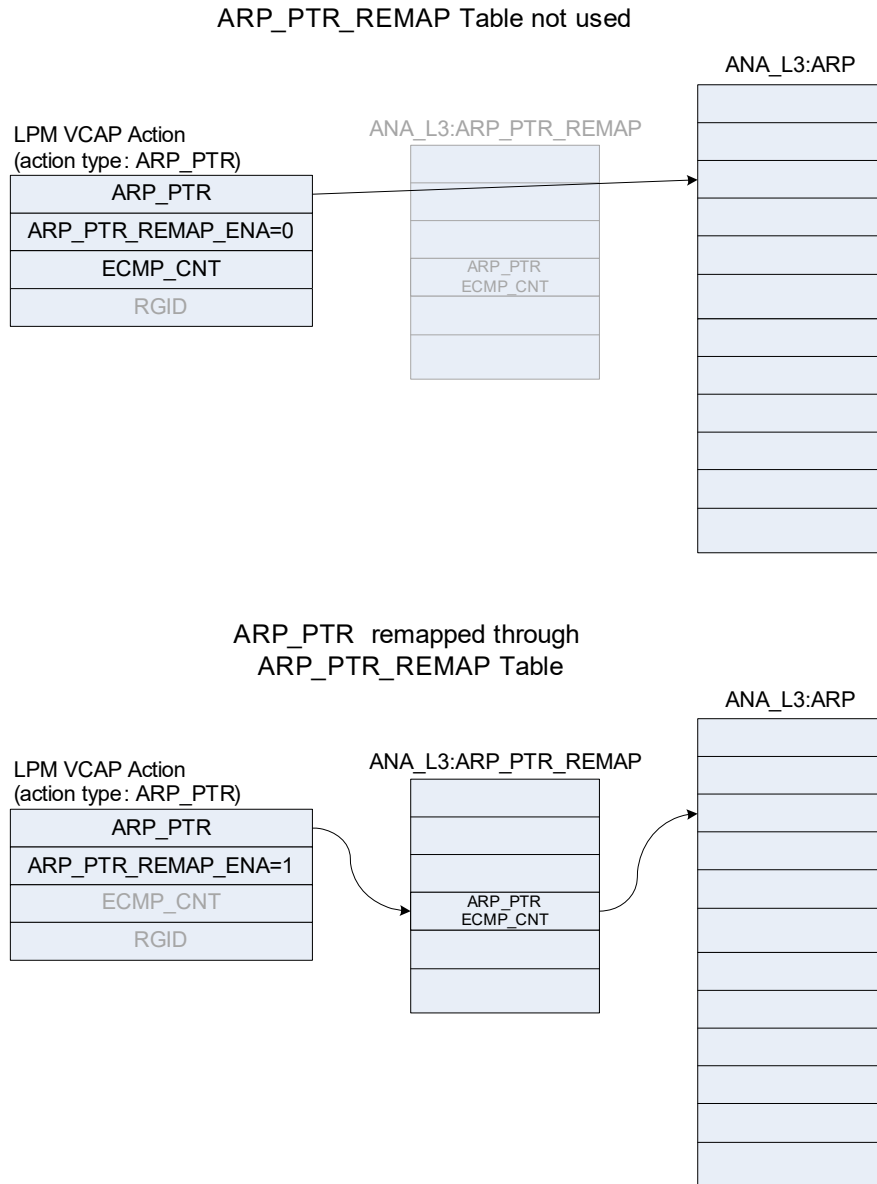 ARP_PTR_REMAP Table not used
ANA_L3:ARP
LPM VCAP Action
(action type: ARP_PTR)
ANA_L3:ARP_PTR_REMAP
ARP_PTR
ARP_PTR_REMAP_ENA=0
ECMP_CNT
RGID
ARP_PTR
ECMP_CNT
ARP_PTR remapped through
ARP_PTR_REMAP Table
ANA_L3:ARP
LPM VCAP Action
(action type: ARP_PTR)
ANA_L3:ARP_PTR_REMAP
ARP_PTR
ARP_PTR_REMAP_ENA=1
ECMP_CNT
RGID
ARP_PTR
ECMP_CNT